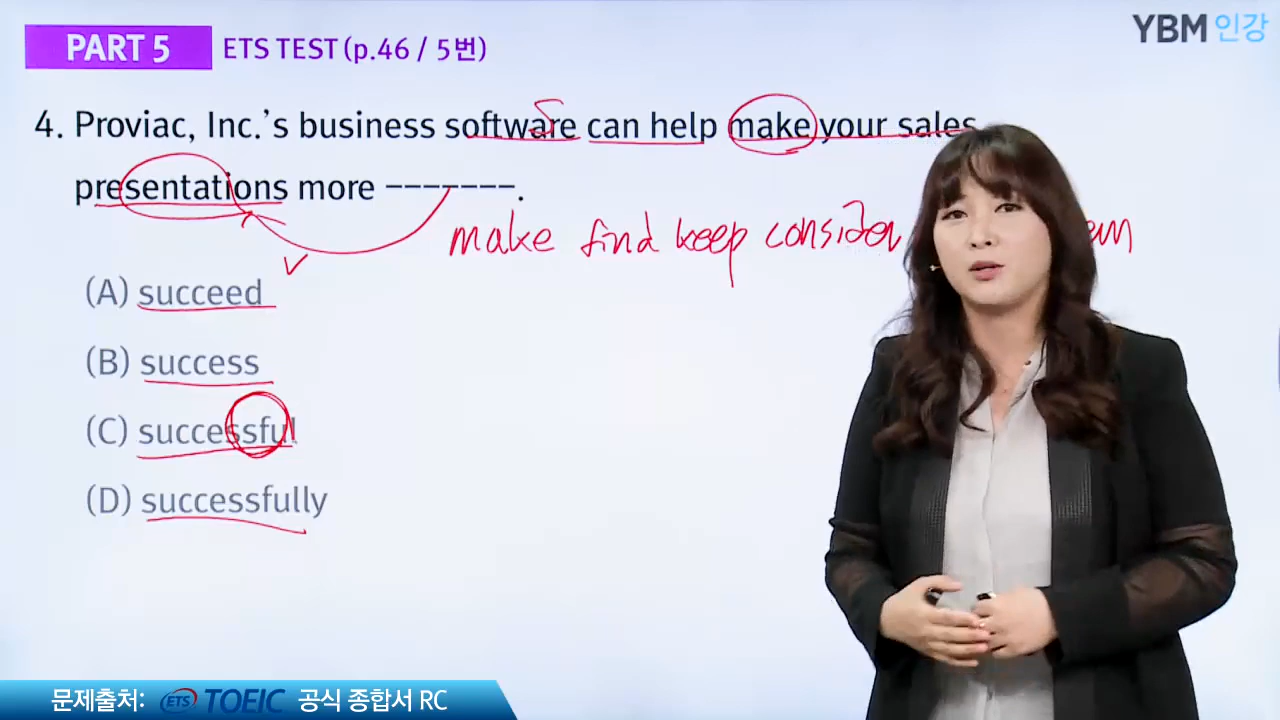 PART 5 ETS TEST (p.46 / 5번)
YBM 인강
4. Proviac, Inc.’s business software can help make your sales
presentations more -------.
S
make find keep consider
(A) succeed
(B) success
(C) successful
(D) successfully
문제출처: ETS TOEIC 공식 종합서 RC